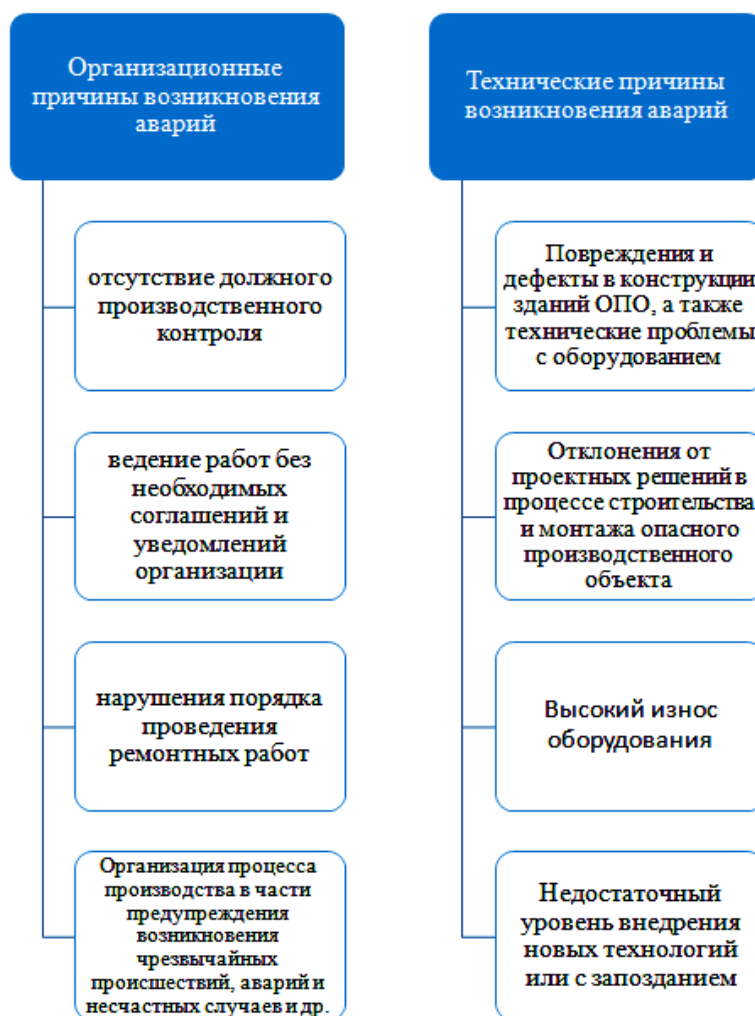 Организационные
причины возникновения
аварий
отсутствие должного
производственного
контроля
ведение работ без
необходимых
соглашений и
уведомлений
организации
нарушения порядка
проведения
ремонтных работ
Организация процесса
производства в части
предупреждения
возникновения
чрезвычайных
происшествий, аварий и
несчастных случаев и др.
Технические причины
возникновения аварий
Повреждения и
дефекты в конструкции
зданий ОПО, а также
технические проблемы
с оборудованием
Отклонения от
проектных решений в
процессе строительства
и монтажа опасного
производственного
объекта
Высокий износ
оборудования
Недостаточный
уровень внедрения
новых технологий
или с запозданием